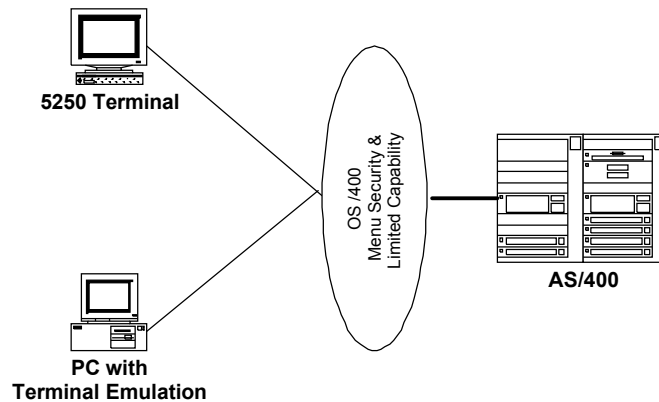 5250 Terminal
OS /400
Menu Security &
Limited Capability
AS/400
PC with
Terminal Emulation